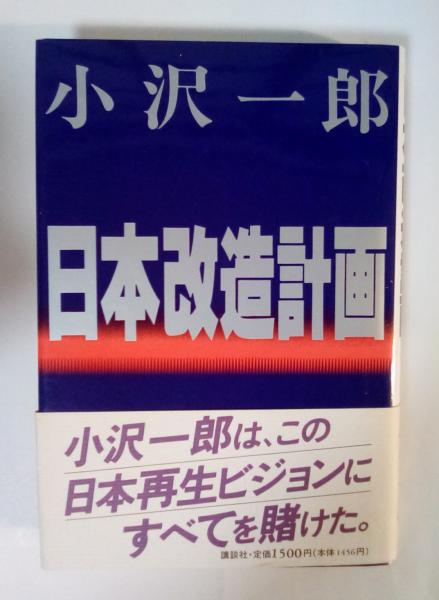 小沢一郎
日本改造計画
小沢一郎は、この
日本再生ビジョンに
すべてを賭けた。
講談社・定価1500円(本体1456円)